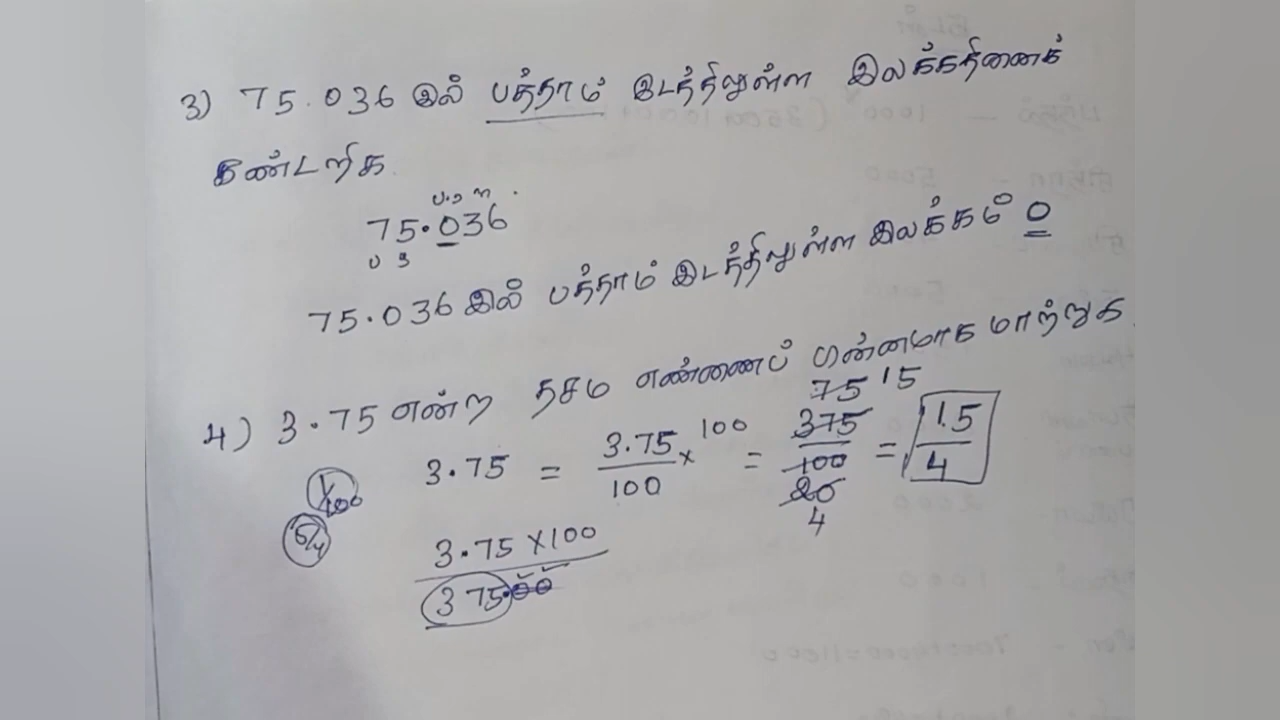 3) 75.036 இல் பத்தாம் இடத்திலுள்ள இலக்கத்தினைக்
கண்டறிக.
75.036
75.036 இல் பத்தாம் இடத்திலுள்ள இலக்கம் 0
4) 3.75 என்ற தசம எண்ணைப் பின்னமாக மாற்றுக.
75 15
3.75 = 3.75/100 × 100 = 375/100 = 15/4
20
4
3.75 ×100
375.00